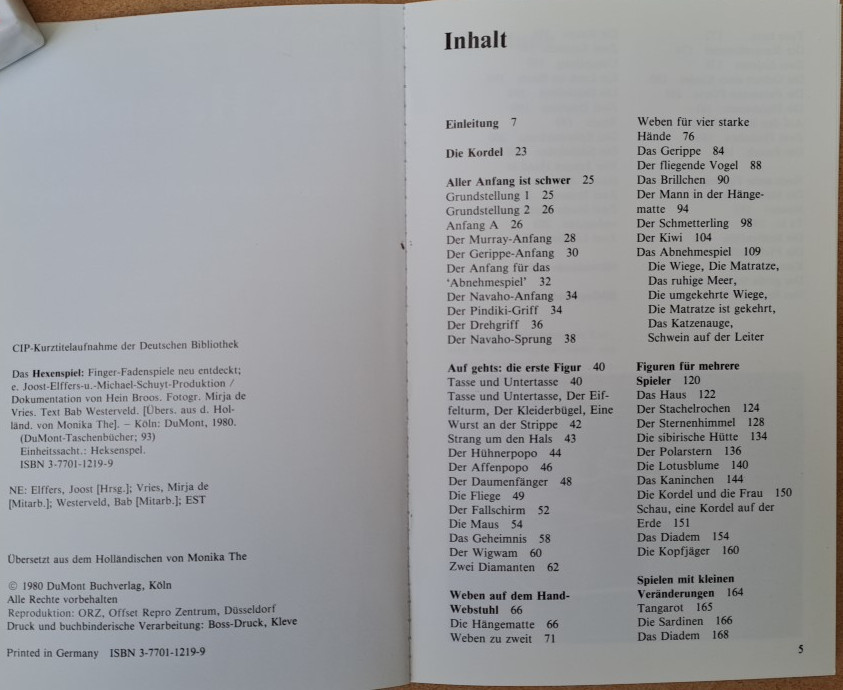 CIP-Kurztitelaufnahme der Deutschen Bibliothek
Das Hexenspiel: Finger-Fadenspiele neu entdeckt;
e. Joost-Elffers-u.-Michael-Schuyt-Produktion /
Dokumentation von Hein Broos. Fotogr. Mirja de
Vries. Text Bab Westerveld. [Übers. aus d. Hol-
länd. von Monika The]. – Köln: DuMont, 1980.
(DuMont-Taschenbücher; 93)
Einheitssacht.: Heksenspel.
ISBN 3-7701-1219-9
NE: Elffers, Joost [Hrsg.]; Vries, Mirja de
[Mitarb.]; Westerveld, Bab [Mitarb.]; EST
Übersetzt aus dem Holländischen von Monika The
© 1980 DuMont Buchverlag, Köln
Alle Rechte vorbehalten
Reproduktion: ORZ, Offset Repro Zentrum, Düsseldorf
Druck und buchbinderische Verarbeitung: Boss-Druck, Kleve
Printed in Germany ISBN 3-7701-1219-9
Inhalt
Einleitung 7
Die Kordel 23
Aller Anfang ist schwer 25
Grundstellung 1 25
Grundstellung 2 26
Anfang A 26
Der Murray-Anfang 28
Der Gerippe-Anfang 30
Der Anfang für das
'Abnehmespiel' 32
Der Navaho-Anfang 34
Der Pindiki-Griff 34
Der Drehgriff 36
Der Navaho-Sprung 38
Auf gehts: die erste Figur 40
Tasse und Untertasse 40
Tasse und Untertasse, Der Eif-
felturm, Der Kleiderbügel, Eine
Wurst an der Strippe 42
Strang um den Hals 43
Der Hühnerpopo 44
Der Affenpopo 46
Der Daumenfänger 48
Die Fliege 49
Der Fallschirm 52
Die Maus 54
Das Geheimnis 58
Der Wigwam 60
Zwei Diamanten 62
Weben auf dem Hand-
Webstuhl 66
Die Hängematte 66
Weben zu zweit 71
Weben für vier starke
Hände 76
Das Gerippe 84
Der fliegende Vogel 88
Das Brillchen 90
Der Mann in der Hänge-
matte 94
Der Schmetterling 98
Der Kiwi 104
Das Abnehmespiel 109
Die Wiege, Die Matratze,
Das ruhige Meer,
Die umgekehrte Wiege,
Die Matratze ist gekehrt,
Das Katzenauge,
Schwein auf der Leiter
Figuren für mehrere
Spieler 120
Das Haus 122
Der Stachelrochen 124
Der Sternenhimmel 128
Die sibirische Hütte 134
Der Polarstern 136
Die Lotusblume 140
Das Kaninchen 144
Die Kordel und die Frau 150
Schau, eine Kordel auf der
Erde 151
Das Diadem 154
Die Kopfjäger 160
Spielen mit kleinen
Veränderungen 164
Tangarot 165
Die Sardinen 166
Das Diadem 168
5